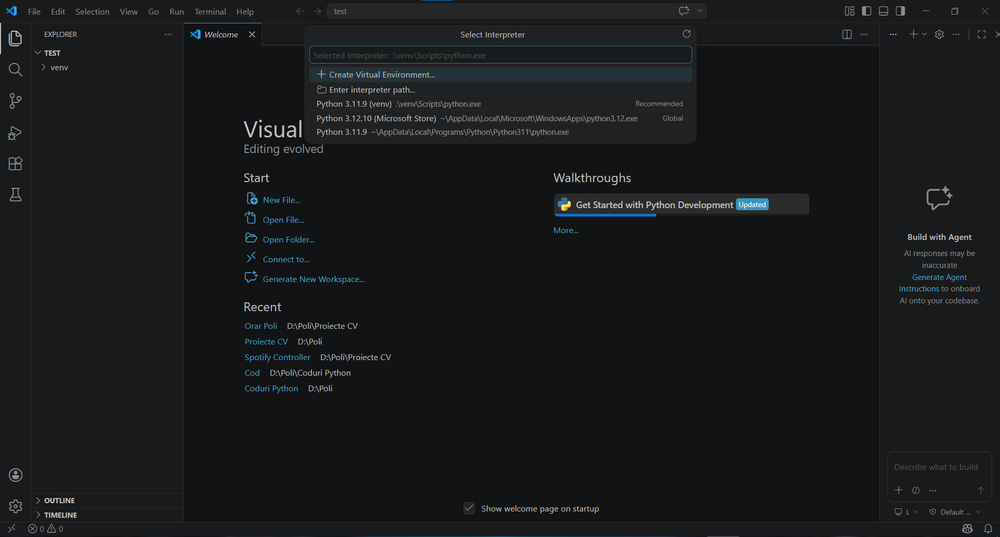 File Edit Selection View Go Run Terminal Help
test
EXPLORER
TEST
venv
Welcome
Select Interpreter
Selected Interpreter: .\venv\Scripts\python.exe
Create Virtual Environment...
Enter interpreter path...
Python 3.11.9 (venv) .\venv\Scripts\python.exe Recommended
Python 3.12.10 (Microsoft Store) ~\AppData\Local\Microsoft\WindowsApps\python3.12.exe Global
Python 3.11.9 ~\AppData\Local\Programs\Python\Python311\python.exe
Visual
Editing evolved
Start
New File...
Open File...
Open Folder...
Connect to...
Generate New Workspace...
Recent
Orar Poli D:\Poli\Proiecte CV
Proiecte CV D:\Poli
Spotify Controller D:\Poli\Proiecte CV
Cod D:\Poli\Coduri Python
Coduri Python D:\Poli
Walkthroughs
Get Started with Python Development Updated
More...
Show welcome page on startup
Build with Agent
AI responses may be
inaccurate
Generate Agent
Instructions to onboard
AI onto your codebase.
Describe what to build
L Default ...
OUTLINE
TIMELINE
0 0